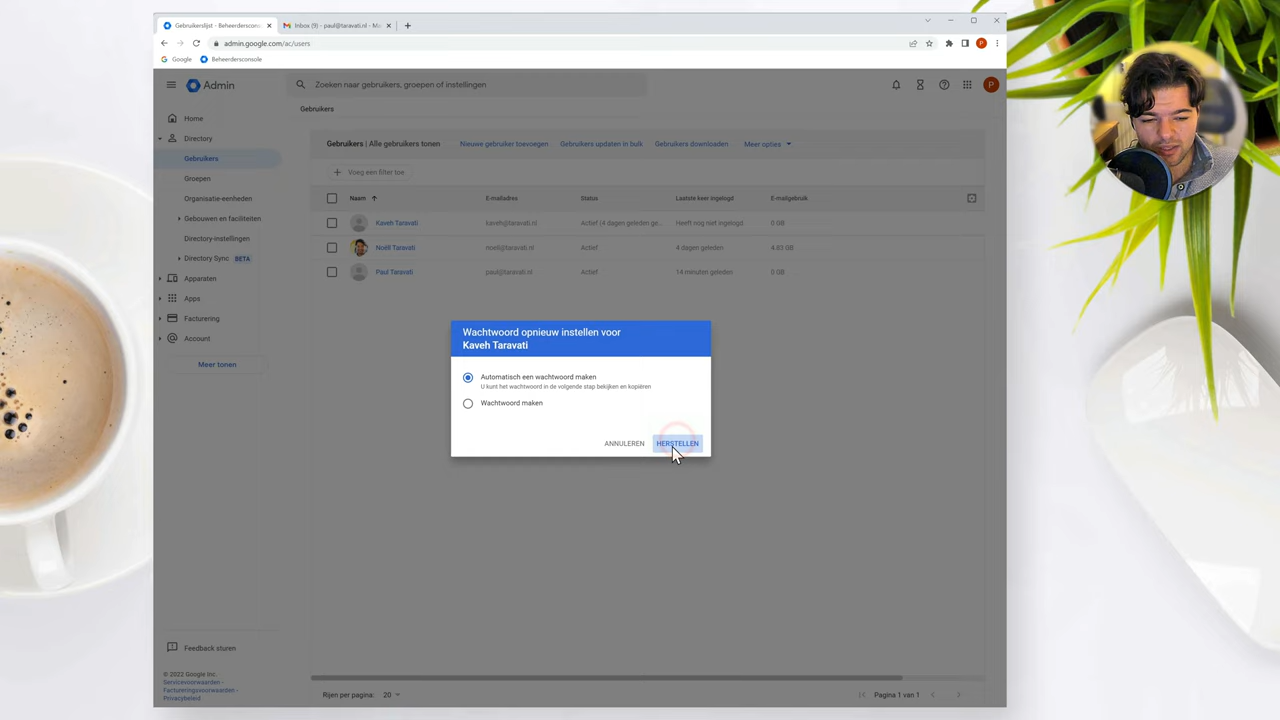 Gebruikerslijst - Beheerdersconso
Inbox (9) - paul@taravati.nl - M
admin.google.com/ac/users
P
Google
Beheerdersconsole
Admin
Zoeken naar gebruikers, groepen of instellingen
P
Gebruikers
Home
Directory
Gebruikers
Groepen
Organisatie-eenheden
Gebouwen en faciliteiten
Directory-instellingen
Directory Sync BETA
Apparaten
Apps
Facturering
Account
Meer tonen
Feedback sturen
© 2022 Google Inc.
Servicevoorwaarden -
Factureringsvoorwaarden -
Privacybeleid
Gebruikers | Alle gebruikers tonen
Nieuwe gebruiker toevoegen
Gebruikers updaten in bulk
Gebruikers downloaden
Meer opties
Voeg een filter toe
Naam
E-mailadres
Status
Laatste keer ingelogd
E-mailgebruik
Kaveh Taravati
kaveh@taravati.nl
Actief (4 dagen geleden ge...
Heeft nog niet ingelogd
0 GB
Noëll Taravati
noell@taravati.nl
Actief
4 dagen geleden
4.83 GB
Paul Taravati
paul@taravati.nl
Actief
14 minuten geleden
0 GB
Wachtwoord opnieuw instellen voor
Kaveh Taravati
Automatisch een wachtwoord maken
U kunt het wachtwoord in de volgende stap bekijken en kopiëren
Wachtwoord maken
ANNULEREN
HERSTELLEN
Rijen per pagina: 20
Pagina 1 van 1